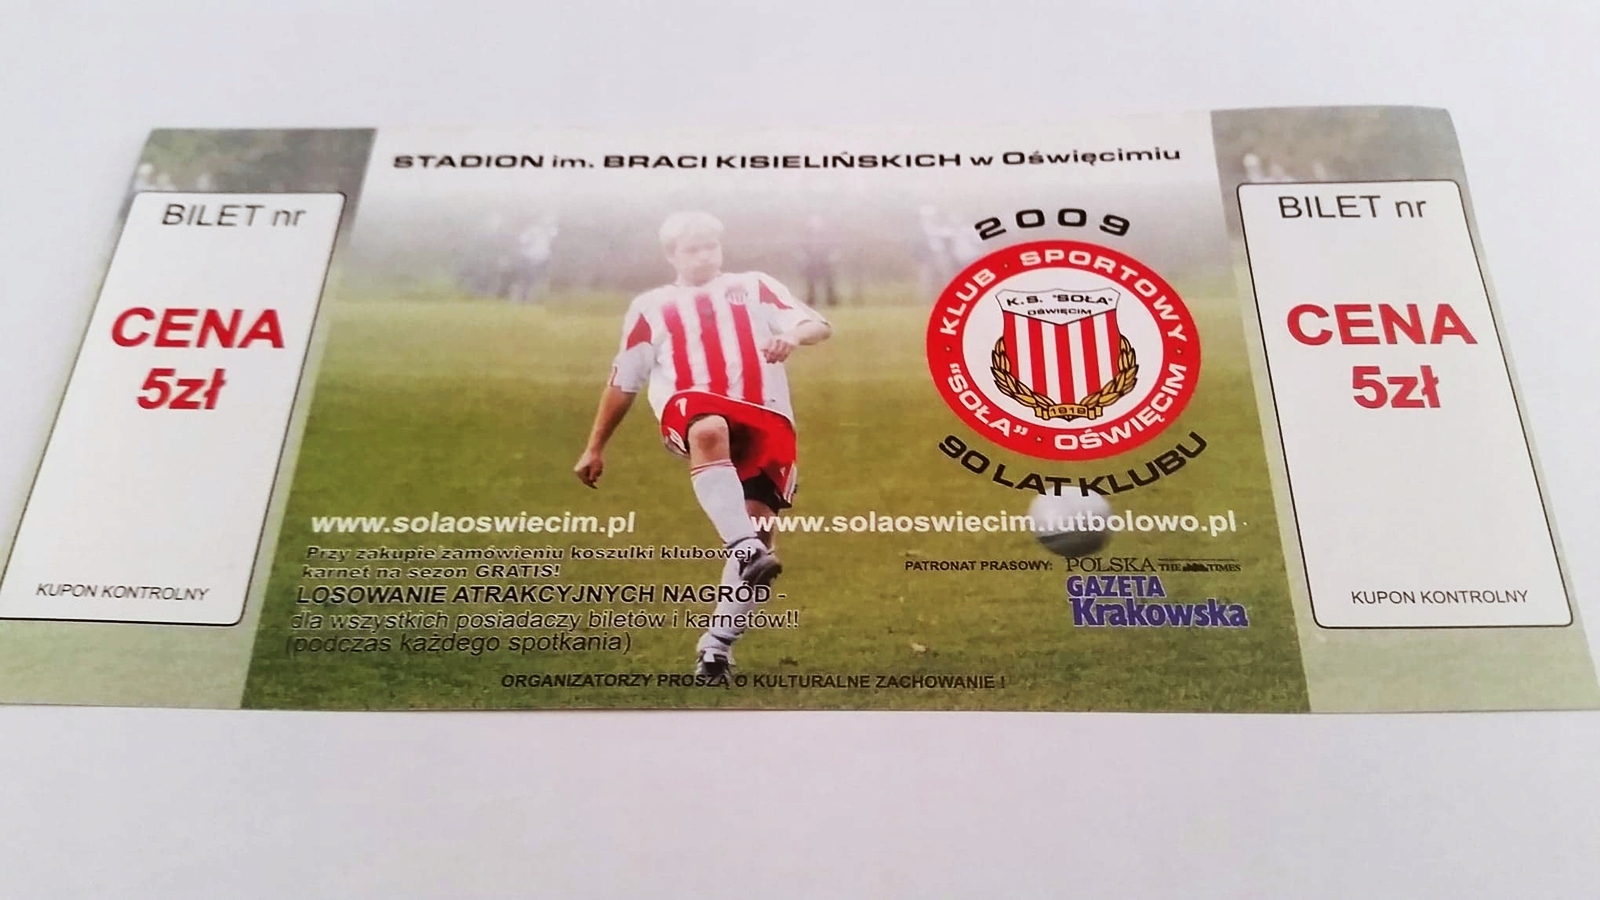 STADION im. BRACI KISIELIŃSKICH w Oświęcimiu
BILET nr
CENA
5zł
KUPON KONTROLNY
2009
KLUB · SPORTOWY · "SOŁA" · OŚWIĘCIM ·
K.S. "SOŁA"
OŚWIĘCIM
1919
90 LAT KLUBU
www.solaoswiecim.pl
www.solaoswiecim.futbolowo.pl
Przy zakupie zamówieniu koszulki klubowej
karnet na sezon GRATIS!
LOSOWANIE ATRAKCYJNYCH NAGRÓD -
dla wszystkich posiadaczy biletów i karnetów!!
(podczas każdego spotkania)
PATRONAT PRASOWY:
POLSKA THE TIMES
GAZETA
Krakowska
ORGANIZATORZY PROSZĄ O KULTURALNE ZACHOWANIE !
BILET nr
CENA
5zł
KUPON KONTROLNY